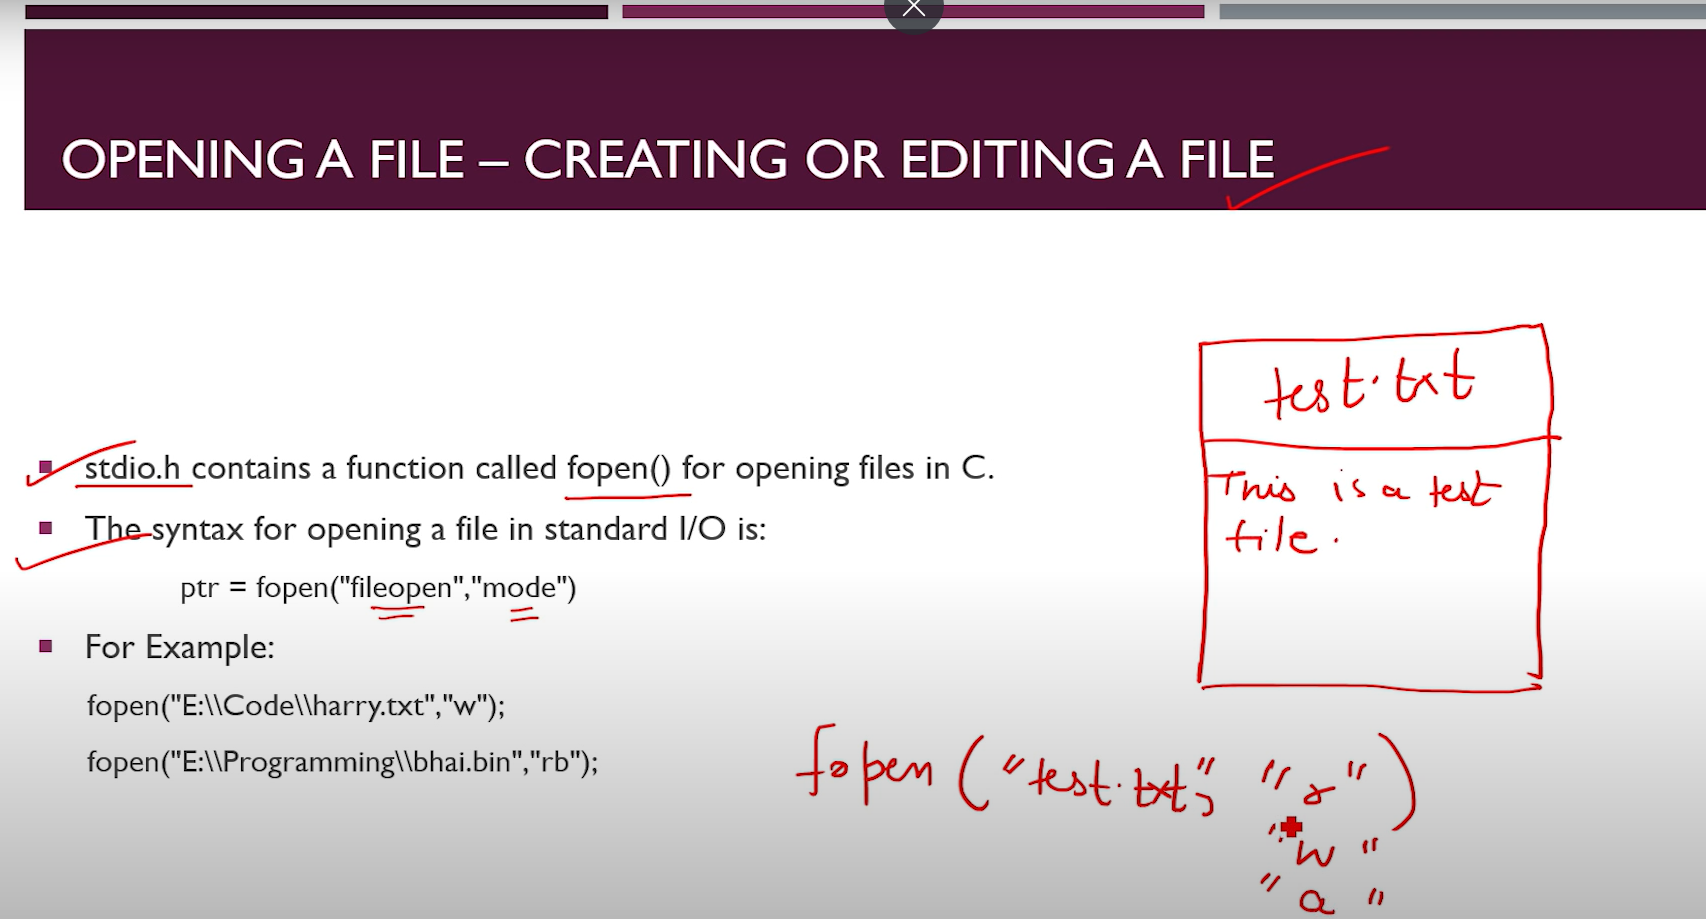 OPENING A FILE – CREATING OR EDITING A FILE
stdio.h contains a function called fopen() for opening files in C.
The syntax for opening a file in standard I/O is:
ptr = fopen("fileopen","mode")
For Example:
fopen("E:\\Code\\harry.txt","w");
fopen("E:\\Programming\\bhai.bin","rb");
test.txt
This is a test
file.
fopen ("test.txt", "r")
"w"
"a"